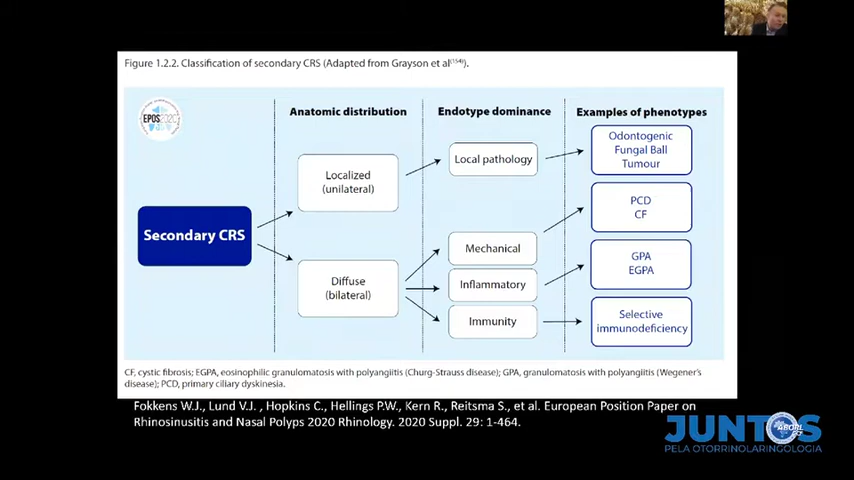 Figure 1.2.2. Classification of secondary CRS (Adapted from Grayson et al(154)).
EPOS2020
Anatomic distribution
Endotype dominance
Examples of phenotypes
Secondary CRS
Localized
(unilateral)
Diffuse
(bilateral)
Local pathology
Mechanical
Inflammatory
Immunity
Odontogenic
Fungal Ball
Tumour
PCD
CF
GPA
EGPA
Selective
immunodeficiency
CF, cystic fibrosis; EGPA, eosinophilic granulomatosis with polyangiitis (Churg-Strauss disease); GPA, granulomatosis with polyangiitis (Wegener's
disease); PCD, primary ciliary dyskinesia.
Fokkens W.J., Lund V.J. , Hopkins C., Hellings P.W., Kern R., Reitsma S., et al. European Position Paper on
Rhinosinusitis and Nasal Polyps 2020 Rhinology. 2020 Suppl. 29: 1-464.
JUNTOS
PELA OTORRINOLARINGOLOGIA